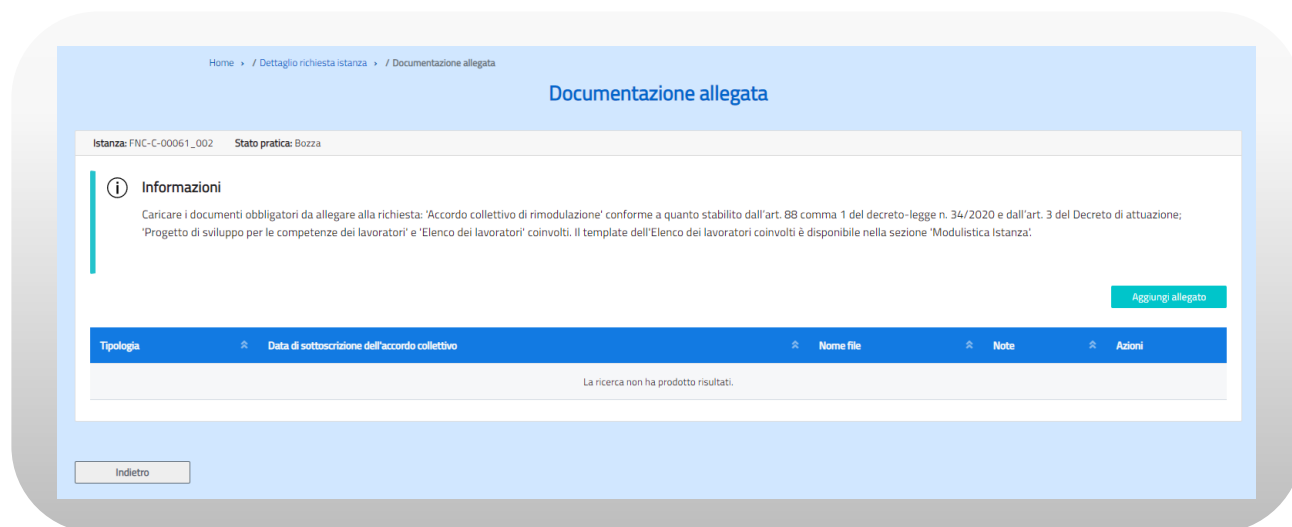 Home › / Dettaglio richiesta istanza › / Documentazione allegata
Documentazione allegata
Istanza: FNC-C-00061_002 Stato pratica: Bozza
Informazioni
Caricare i documenti obbligatori da allegare alla richiesta: 'Accordo collettivo di rimodulazione' conforme a quanto stabilito dall'art. 88 comma 1 del decreto-legge n. 34/2020 e dall'art. 3 del Decreto di attuazione;
'Progetto di sviluppo per le competenze dei lavoratori' e 'Elenco dei lavoratori' coinvolti. Il template dell'Elenco dei lavoratori coinvolti è disponibile nella sezione 'Modulistica Istanza'.
Aggiungi allegato
Tipologia Data di sottoscrizione dell'accordo collettivo Nome file Note Azioni
La ricerca non ha prodotto risultati.
Indietro